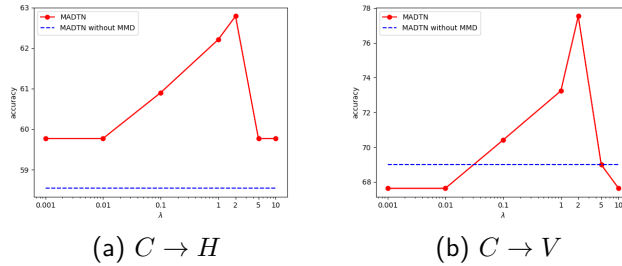 63
62
61
60
59
accuracy
MADTN
MADTN without MMD
0.001 0.01 0.1 1 2 5 10
λ
(a) C → H
78
76
74
72
70
68
accuracy
MADTN
MADTN without MMD
0.001 0.01 0.1 1 2 5 10
λ
(b) C → V